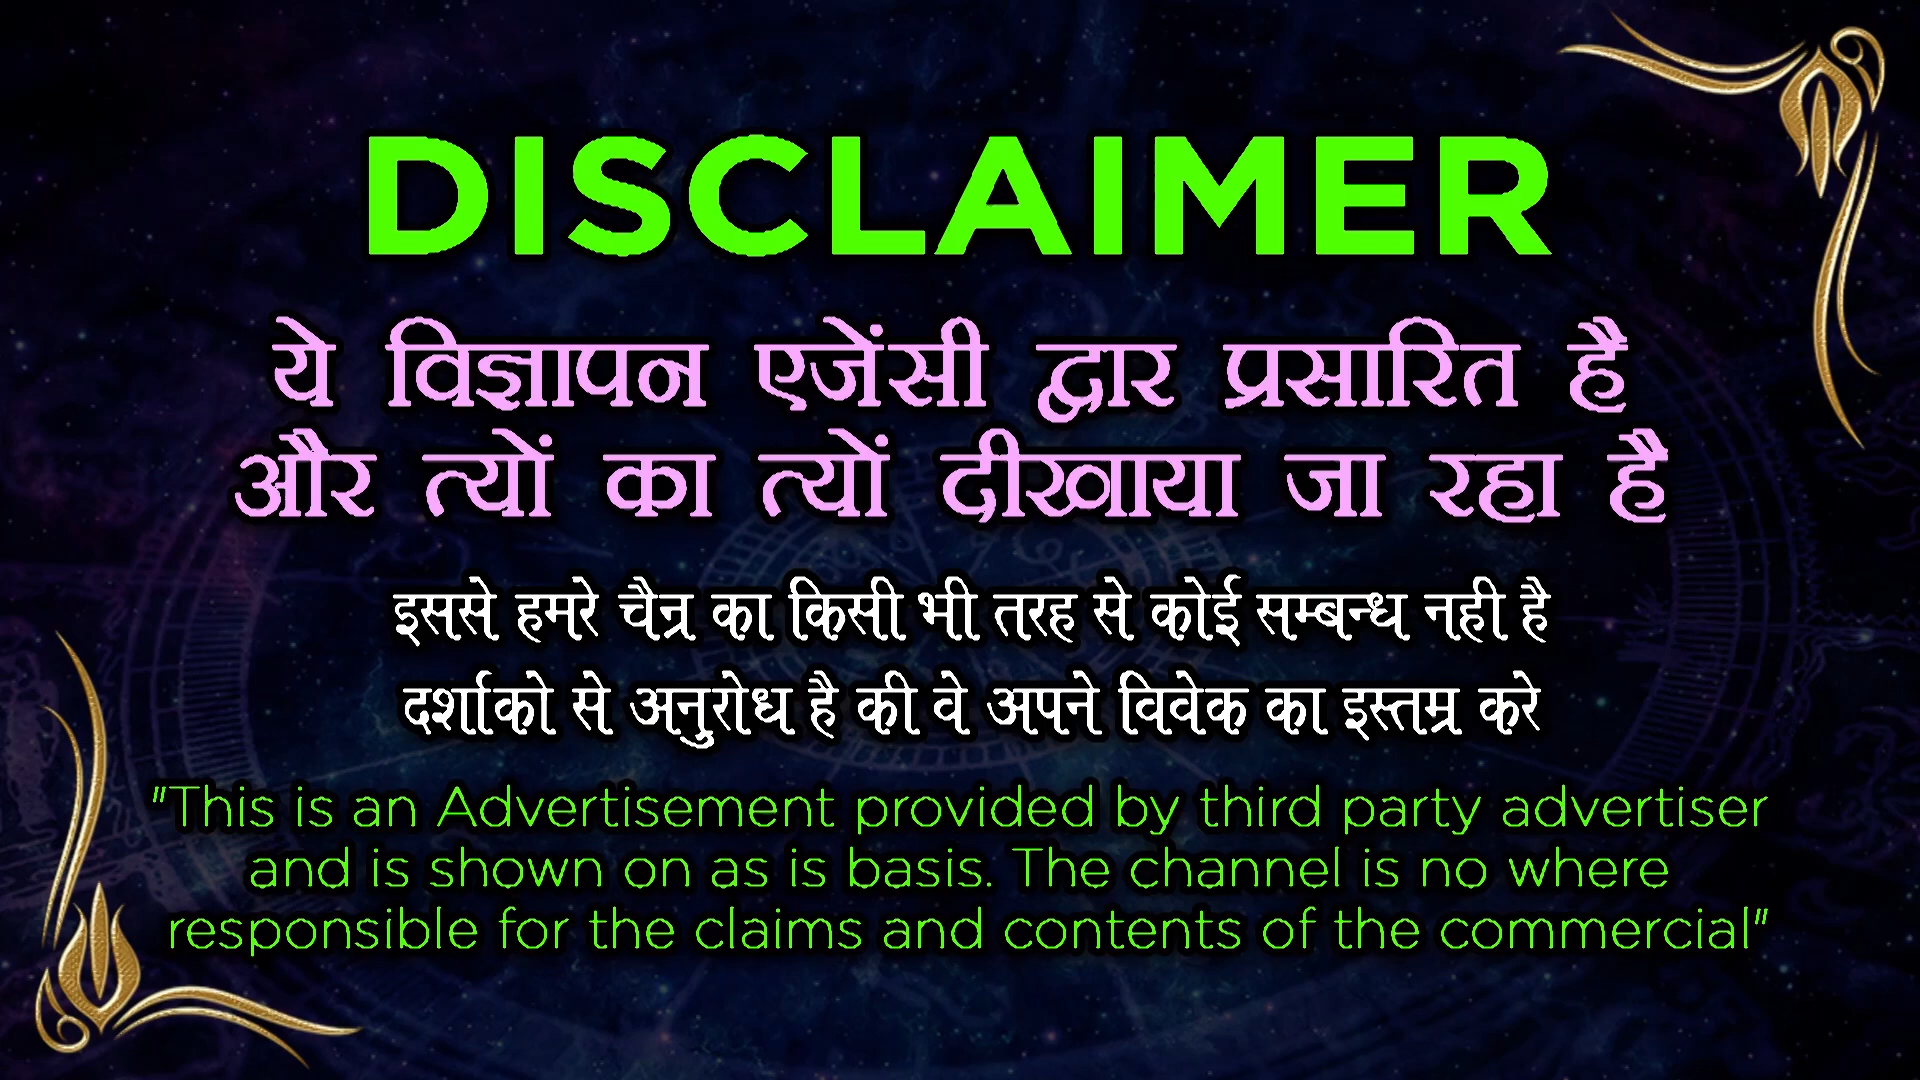 DISCLAIMER
ये विज्ञापन एजेंसी द्वार प्रसारित है
और त्यों का त्यों दीखाया जा रहा है
इससे हमरे चैन्र का किसी भी तरह से कोई सम्बन्ध नही है
दर्शाको से अनुरोध है की वे अपने विवेक का इस्तम्र करे
"This is an Advertisement provided by third party advertiser
and is shown on as is basis. The channel is no where
responsible for the claims and contents of the commercial"